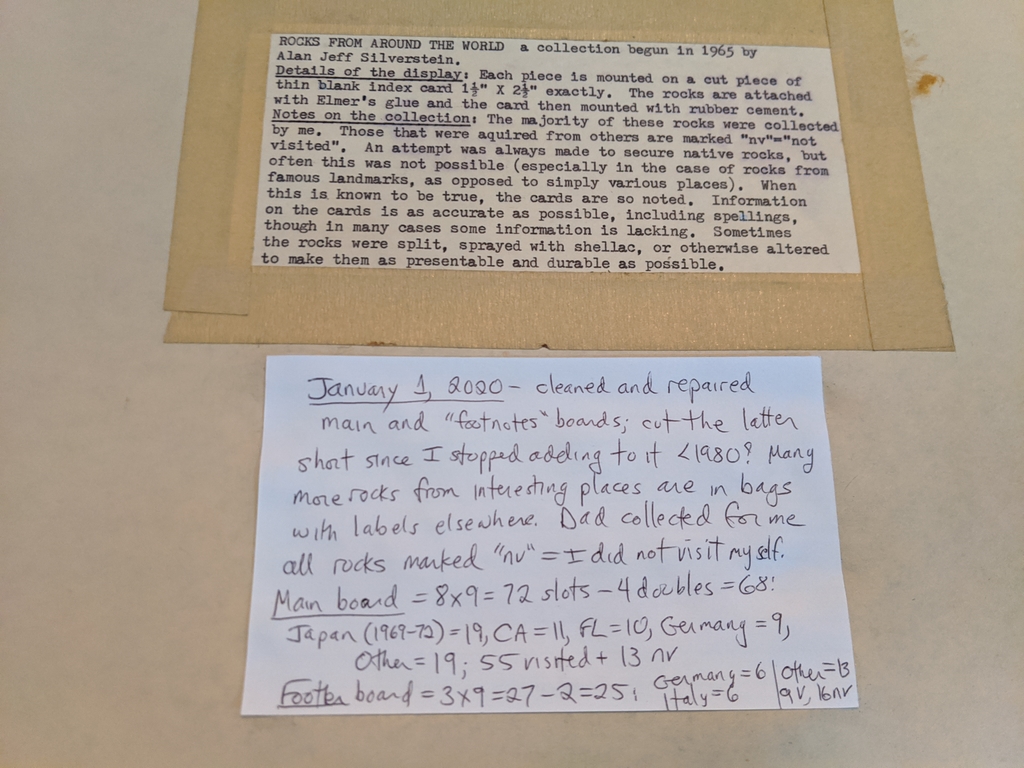 ROCKS FROM AROUND THE WORLD  a collection begun in 1965 by
Alan Jeff Silverstein.
Details of the display: Each piece is mounted on a cut piece of
thin blank index card 1½" X 2½" exactly.  The rocks are attached
with Elmer's glue and the card then mounted with rubber cement.
Notes on the collection: The majority of these rocks were collected
by me.  Those that were aquired from others are marked "nv"="not
visited".  An attempt was always made to secure native rocks, but
often this was not possible (especially in the case of rocks from
famous landmarks, as opposed to simply various places).  When
this is known to be true, the cards are so noted.  Information
on the cards is as accurate as possible, including spellings,
though in many cases some information is lacking.  Sometimes
the rocks were split, sprayed with shellac, or otherwise altered
to make them as presentable and durable as possible.
January 1, 2020 - cleaned and repaired
main and "footnotes" boards; cut the latter
short since I stopped adding to it <1980? Many
more rocks from interesting places are in bags
with labels elsewhere. Dad collected for me
all rocks marked "nv" = I did not visit myself.
Main board = 8x9 = 72 slots - 4 doubles = 68:
Japan (1969-72) = 19, CA = 11, FL = 10, Germany = 9,
Other = 19; 55 visited + 13 nv
Footer board = 3x9 = 27 - 2 = 25: Germany = 6 | Other = 13
Italy = 6 | 9v, 16nv